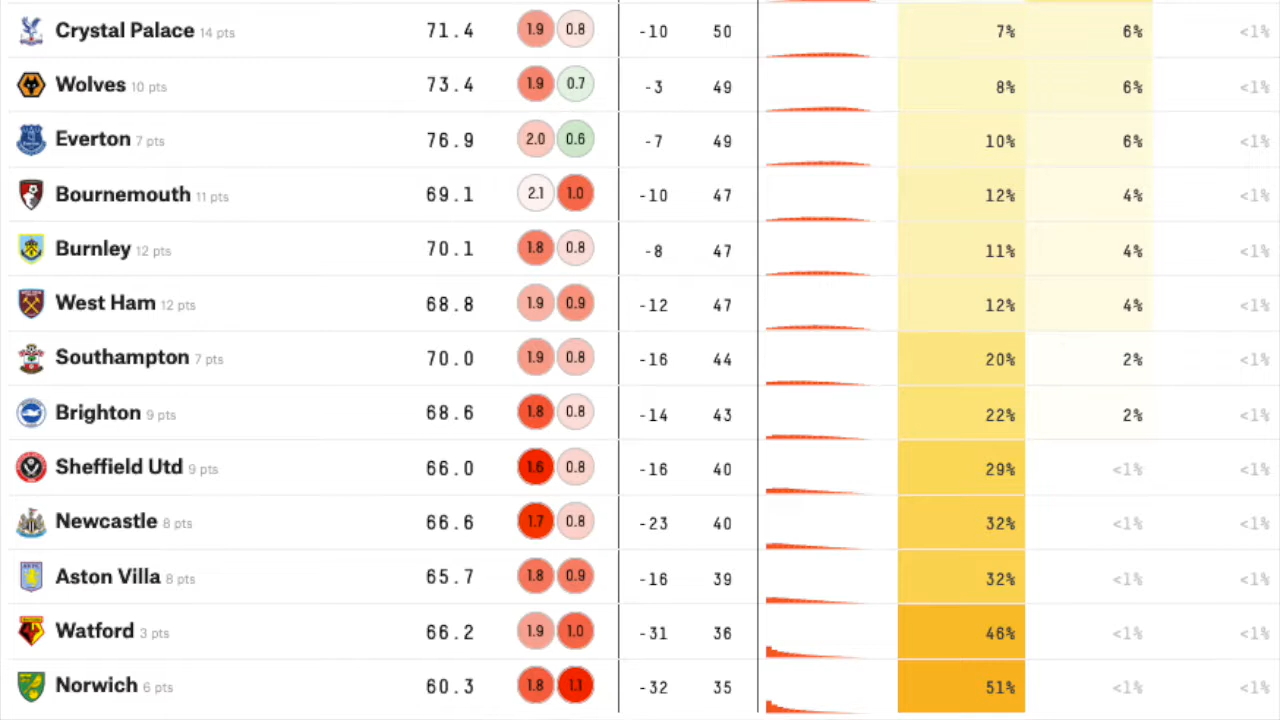 Crystal Palace 14 pts 71.4 1.9 0.8 -10 50 7% 6% <1%
Wolves 10 pts 73.4 1.9 0.7 -3 49 8% 6% <1%
Everton 7 pts 76.9 2.0 0.6 -7 49 10% 6% <1%
Bournemouth 11 pts 69.1 2.1 1.0 -10 47 12% 4% <1%
Burnley 12 pts 70.1 1.8 0.8 -8 47 11% 4% <1%
West Ham 12 pts 68.8 1.9 0.9 -12 47 12% 4% <1%
Southampton 7 pts 70.0 1.9 0.8 -16 44 20% 2% <1%
Brighton 9 pts 68.6 1.8 0.8 -14 43 22% 2% <1%
Sheffield Utd 9 pts 66.0 1.6 0.8 -16 40 29% <1% <1%
Newcastle 8 pts 66.6 1.7 0.8 -23 40 32% <1% <1%
Aston Villa 8 pts 65.7 1.8 0.9 -16 39 32% <1% <1%
Watford 3 pts 66.2 1.9 1.0 -31 36 46% <1% <1%
Norwich 6 pts 60.3 1.8 1.1 -32 35 51% <1% <1%